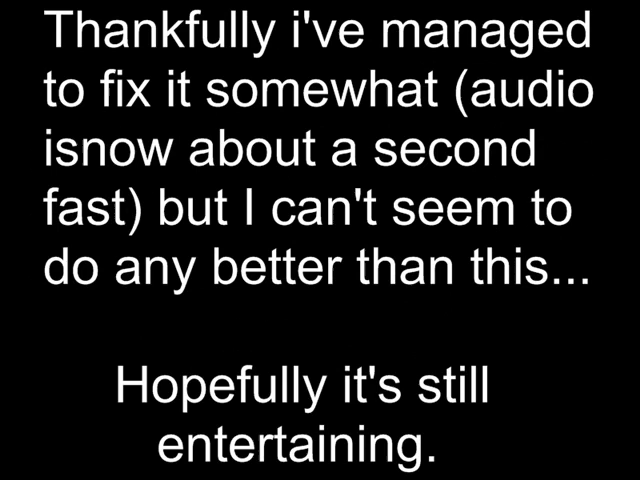 Thankfully i've managed
to fix it somewhat (audio
isnow about a second
fast) but I can't seem to
do any better than this...
Hopefully it's still
entertaining.